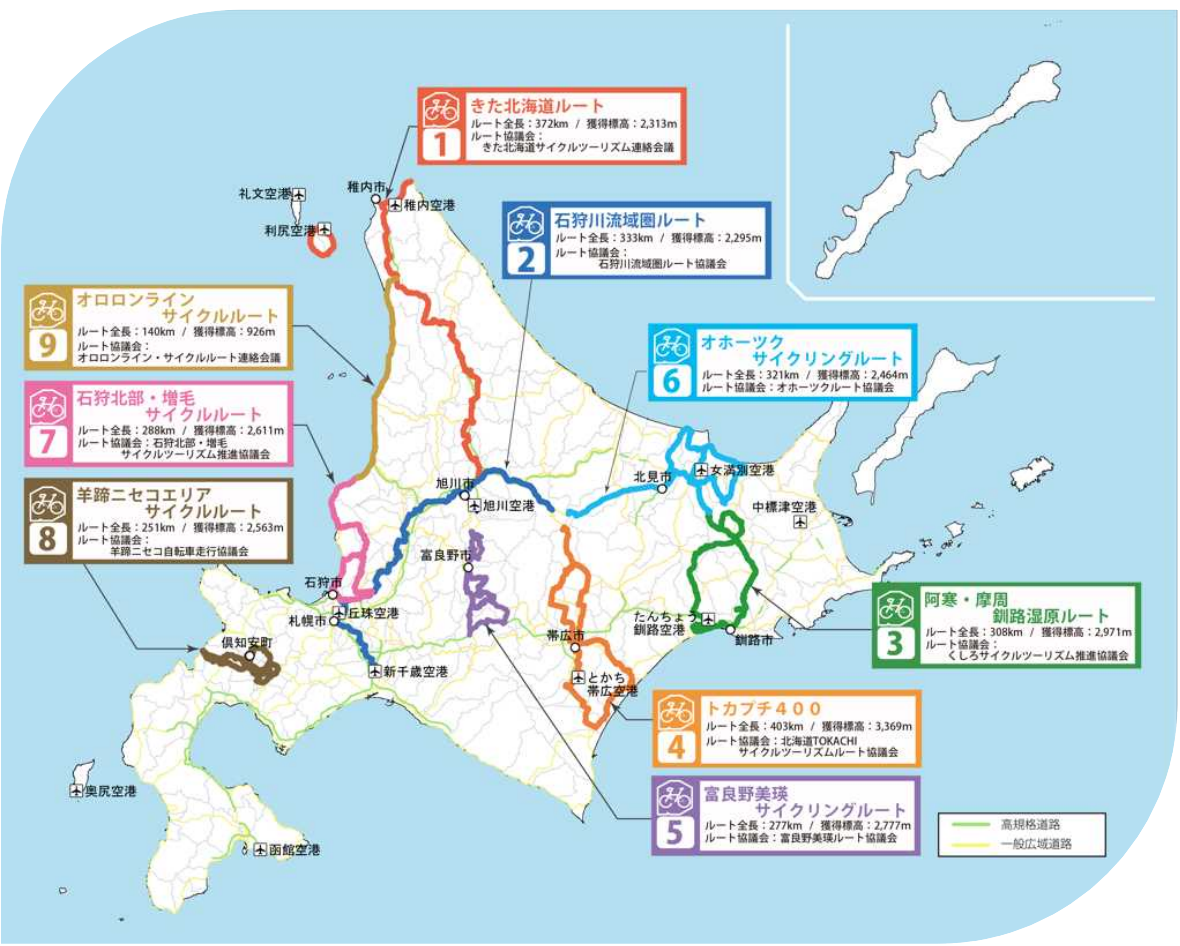 きた北海道ルート
ルート全長：372km / 獲得標高：2,313m
ルート協議会：
きた北海道サイクルツーリズム連絡会議
1
石狩川流域圏ルート
ルート全長：333km / 獲得標高：2,295m
ルート協議会：
石狩川流域圏ルート協議会
2
オロロンライン
サイクルルート
ルート全長：140km / 獲得標高：926m
ルート協議会：
オロロンライン・サイクルルート連絡会議
9
オホーツク
サイクリングルート
ルート全長：321km / 獲得標高：2,464m
ルート協議会：オホーツクルート協議会
6
石狩北部・増毛
サイクルルート
ルート全長：288km / 獲得標高：2,611m
ルート協議会：石狩北部・増毛
サイクルツーリズム推進協議会
7
羊蹄ニセコエリア
サイクルルート
ルート全長：251km / 獲得標高：2,563m
ルート協議会：
羊蹄ニセコ自転車走行協議会
8
阿寒・摩周
釧路湿原ルート
ルート全長：308km / 獲得標高：2,971m
ルート協議会：
くしろサイクルツーリズム推進協議会
3
トカプチ４００
ルート全長：403km / 獲得標高：3,369m
ルート協議会：北海道TOKACHI
サイクルツーリズムルート協議会
4
富良野美瑛
サイクリングルート
ルート全長：277km / 獲得標高：2,777m
ルート協議会：富良野美瑛ルート協議会
5
礼文空港
稚内市
稚内空港
利尻空港
旭川市
旭川空港
北見市
女満別空港
中標津空港
富良野市
石狩市
丘珠空港
札幌市
新千歳空港
倶知安町
帯広市
とかち
帯広空港
たんちょう
釧路空港
釧路市
奥尻空港
函館空港
高規格道路
一般広域道路